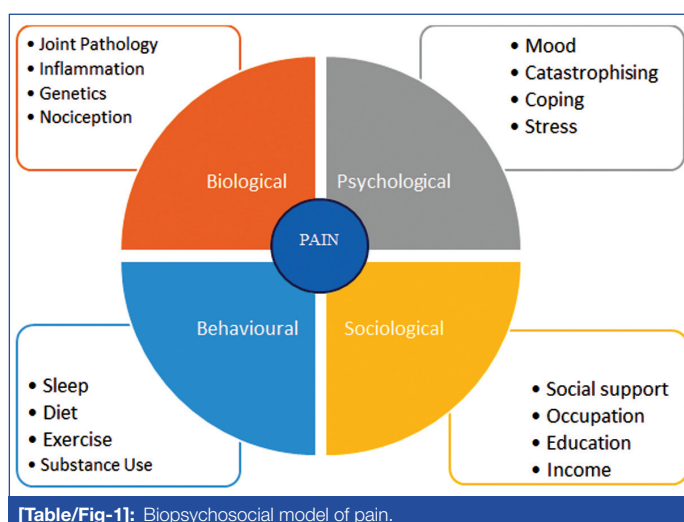 • Joint Pathology
• Inflammation
• Genetics
• Nociception
• Mood
• Catastrophising
• Coping
• Stress
Biological
Psychological
PAIN
Behavioural
Sociological
• Sleep
• Diet
• Exercise
• Substance Use
• Social support
• Occupation
• Education
• Income
[Table/Fig-1]: Biopsychosocial model of pain.